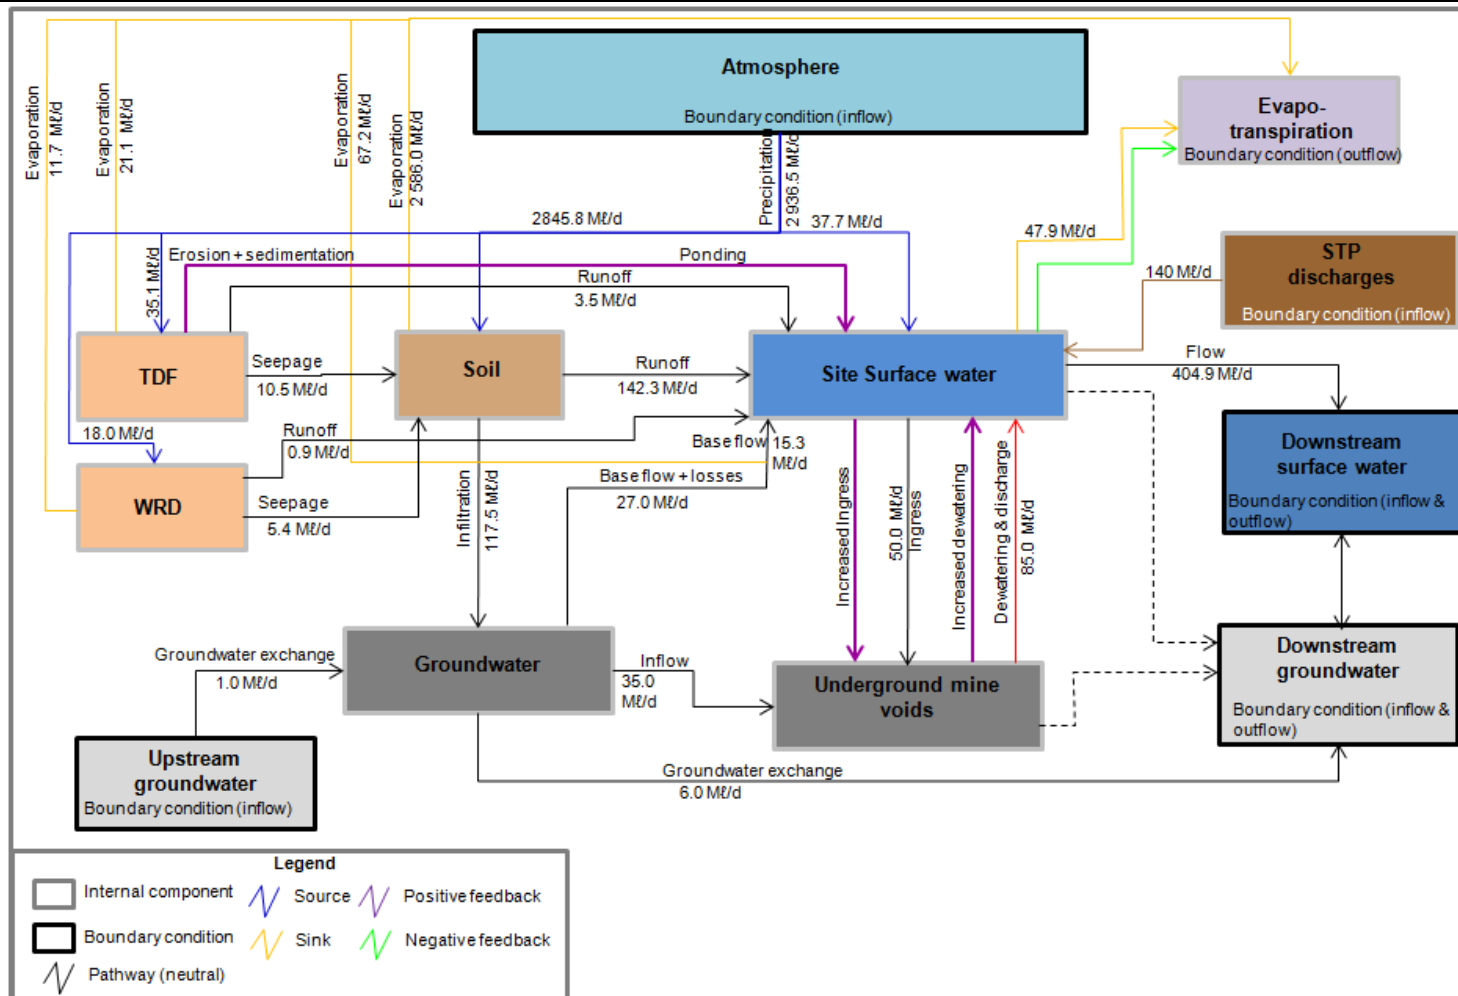 Atmosphere
Boundary condition (inflow)
Evaporation
11.7 Mℓ/d
Evaporation
21.1 Mℓ/d
Evaporation
67.2 Mℓ/d
Evaporation
2 586.0 Mℓ/d
Precipitation
2 936.5 Mℓ/d
Evapo-
transpiration
Boundary condition (outflow)
2845.8 Mℓ/d
37.7 Mℓ/d
47.9 Mℓ/d
STP
discharges
Boundary condition (inflow)
140 Mℓ/d
35.1 Mℓ/d
Erosion + sedimentation
Ponding
Runoff
3.5 Mℓ/d
TDF
Seepage
10.5 Mℓ/d
Soil
Runoff
142.3 Mℓ/d
Site Surface water
Flow
404.9 Mℓ/d
18.0 Mℓ/d
Runoff
0.9 Mℓ/d
Base flow
15.3
Mℓ/d
WRD
Seepage
5.4 Mℓ/d
Infiltration
117.5 Mℓ/d
Base flow + losses
27.0 Mℓ/d
Increased Ingress
50.0 Mℓ/d
Ingress
Increased dewatering
Dewatering & discharge
85.0 Mℓ/d
Downstream
surface water
Boundary condition (inflow &
outflow)
Groundwater exchange
1.0 Mℓ/d
Groundwater
Inflow
35.0
Mℓ/d
Underground mine
voids
Downstream
groundwater
Boundary condition (inflow &
outflow)
Upstream
groundwater
Boundary condition (inflow)
Groundwater exchange
6.0 Mℓ/d
Legend
Internal component
Source
Positive feedback
Boundary condition
Sink
Negative feedback
Pathway (neutral)